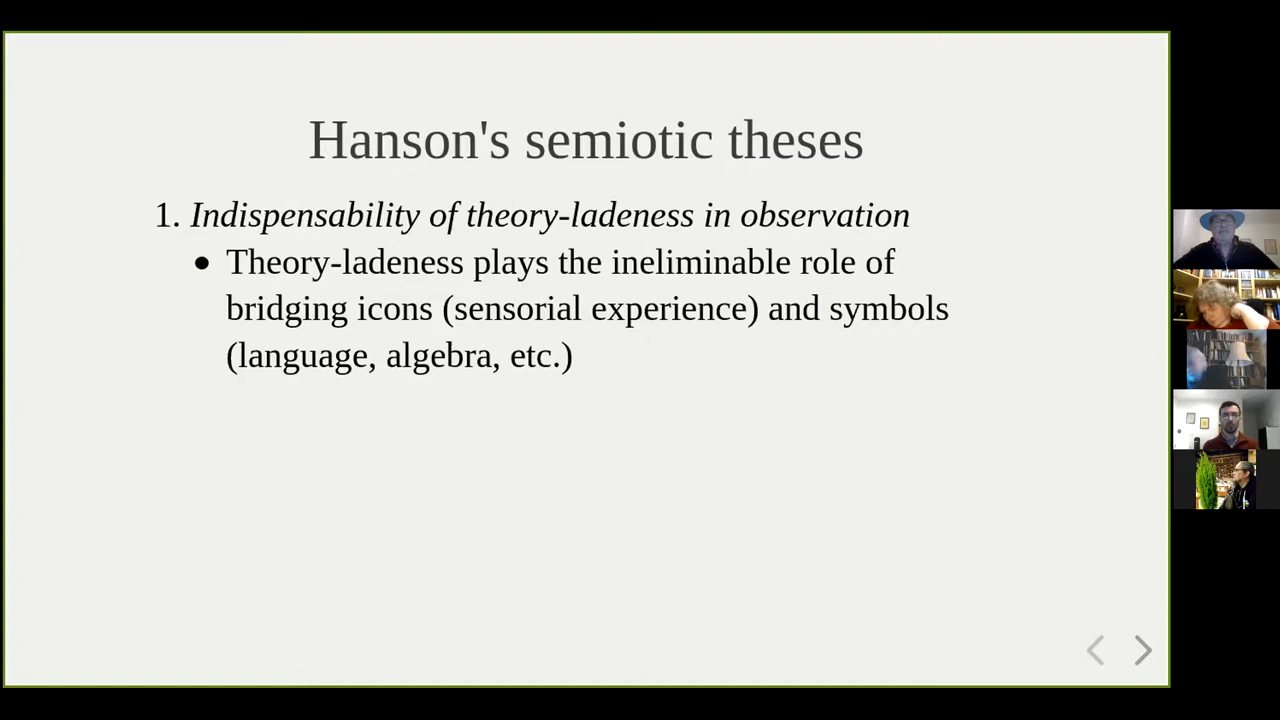 Hanson's semiotic theses
1. Indispensability of theory-ladeness in observation
• Theory-ladeness plays the ineliminable role of
bridging icons (sensorial experience) and symbols
(language, algebra, etc.)